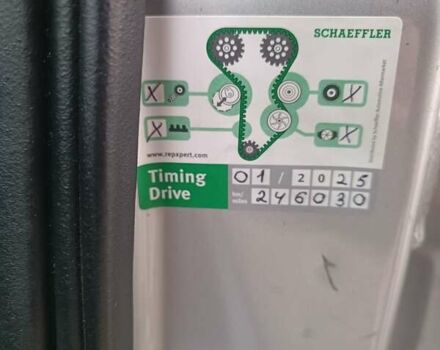 SCHAEFFLER
X X
X X
www.repxpert.com
Timing 01/2025
Drive km/miles 246030